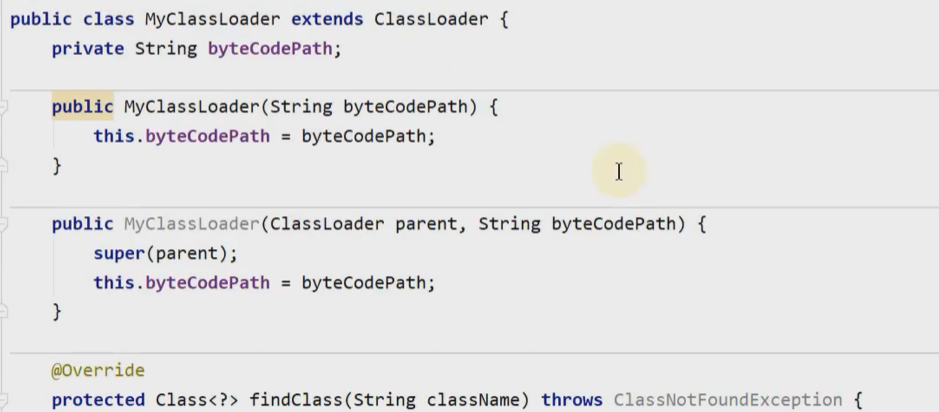 public class MyClassLoader extends ClassLoader {
    private String byteCodePath;
    public MyClassLoader(String byteCodePath) {
        this.byteCodePath = byteCodePath;
    }
    public MyClassLoader(ClassLoader parent, String byteCodePath) {
        super(parent);
        this.byteCodePath = byteCodePath;
    }
    @Override
    protected Class<?> findClass(String className) throws ClassNotFoundException {